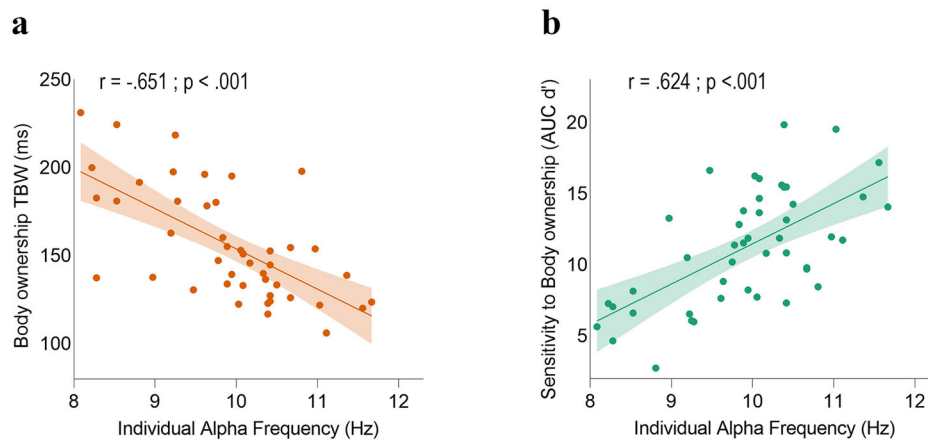 a
r = -.651 ; p < .001
Body ownership TBW (ms)
250
200
150
100
8 9 10 11 12
Individual Alpha Frequency (Hz)
b
r = .624 ; p <.001
Sensitivity to Body ownership (AUC d')
20
15
10
5
8 9 10 11 12
Individual Alpha Frequency (Hz)